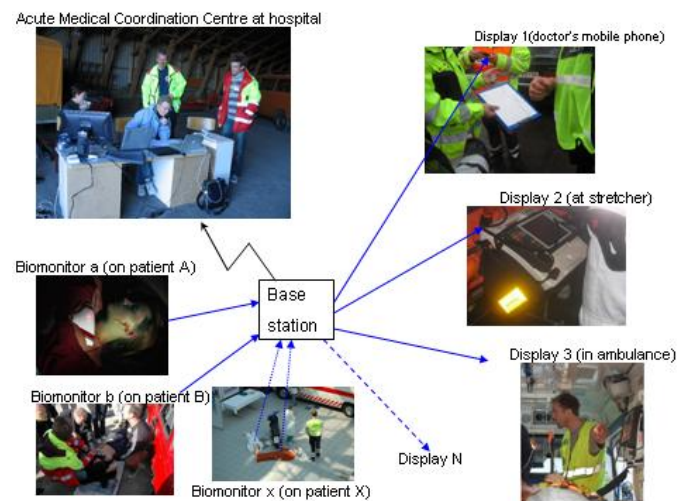 Acute Medical Coordination Centre at hospital
Display 1(doctor's mobile phone)
Display 2 (at stretcher)
Biomonitor a (on patient A)
Base
station
Display 3 (in ambulance)
Biomonitor b (on patient B)
Display N
Biomonitor x (on patient X)